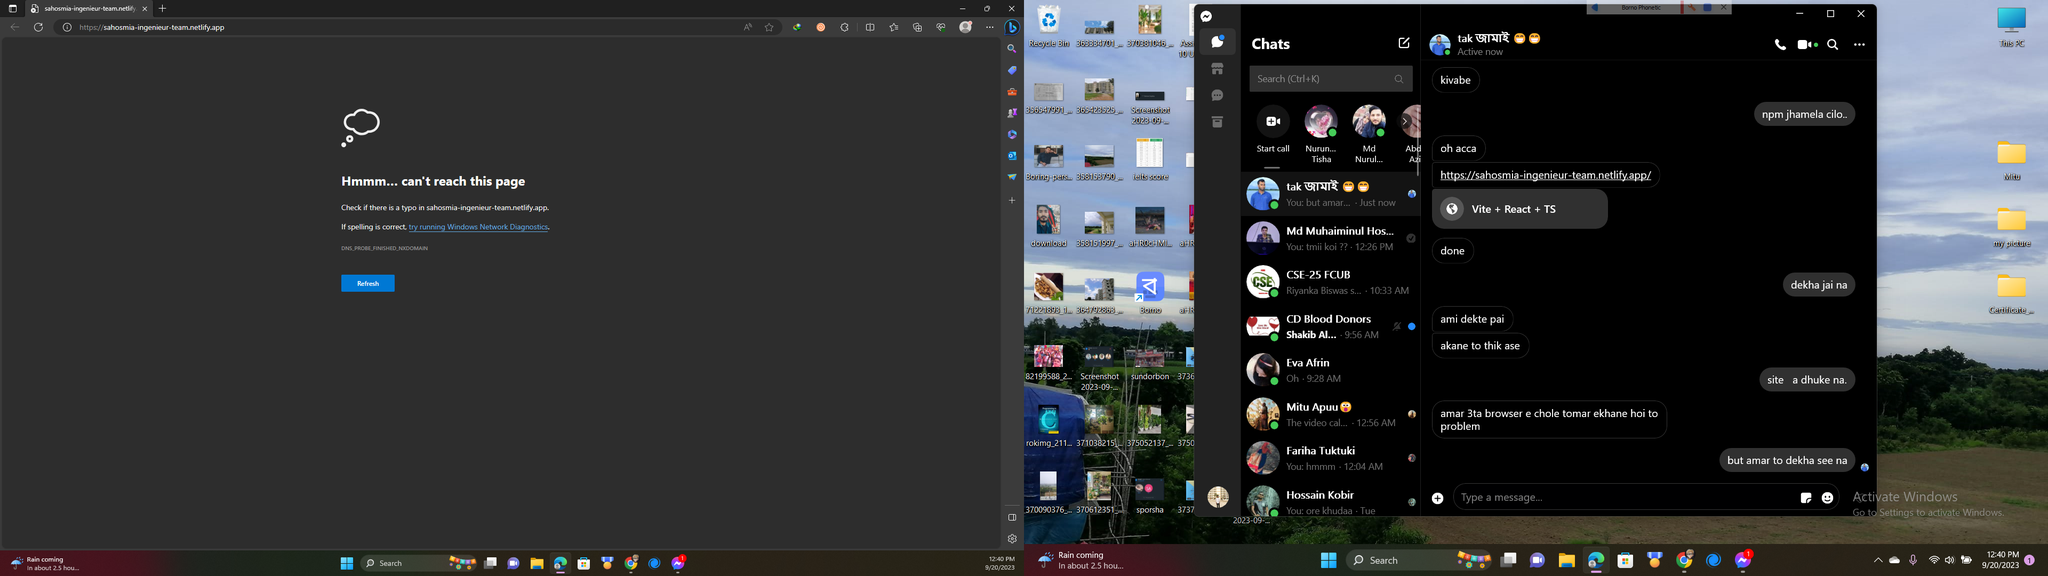 sahosmia-ingenieur-team.netlify.
https://sahosmia-ingenieur-team.netlify.app
Hmmm... can't reach this page
Check if there is a typo in sahosmia-ingenieur-team.netlify.app.
If spelling is correct, try running Windows Network Diagnostics.
DNS_PROBE_FINISHED_NXDOMAIN
Refresh
Rain coming
In about 2.5 hou...
Search
12:40 PM
9/20/2023
Recycle Bin
370381046_...
Screenshot
2023-09-...
Boring-pers...
ielts score
download
Borno
Screenshot
2023-09-...
sundorbon
rokimg_211...
371038215_...
375052137_...
370090376_...
370612351_...
sporsha
2023-09-...
Chats
Search (Ctrl+K)
Start call
Nurun...
Tisha
Md
Nurul...
Abd
Azi
tak জামাই 😁😁
You: but amar... · Just now
Md Muhaiminul Hos...
You: tmii koi ?? · 12:26 PM
CSE-25 FCUB
Riyanka Biswas s... · 10:33 AM
CD Blood Donors
Shakib Al... · 9:56 AM
Eva Afrin
Oh · 9:28 AM
Mitu Apuu😲
The video cal... · 12:56 AM
Fariha Tuktuki
You: hmmm · 12:04 AM
Hossain Kobir
You: ore khudaa · Tue
Borno Phonetic
tak জামাই 😁😁
Active now
kivabe
npm jhamela cilo..
oh acca
https://sahosmia-ingenieur-team.netlify.app/
Vite + React + TS
done
dekha jai na
ami dekte pai
akane to thik ase
site a dhuke na.
amar 3ta browser e chole tomar ekhane hoi to
problem
but amar to dekha see na
Type a message...
This PC
Mitu
my picture
Certificate_...
Activate Windows
Go to Settings to activate Windows.
Rain coming
In about 2.5 hou...
Search
12:40 PM
9/20/2023